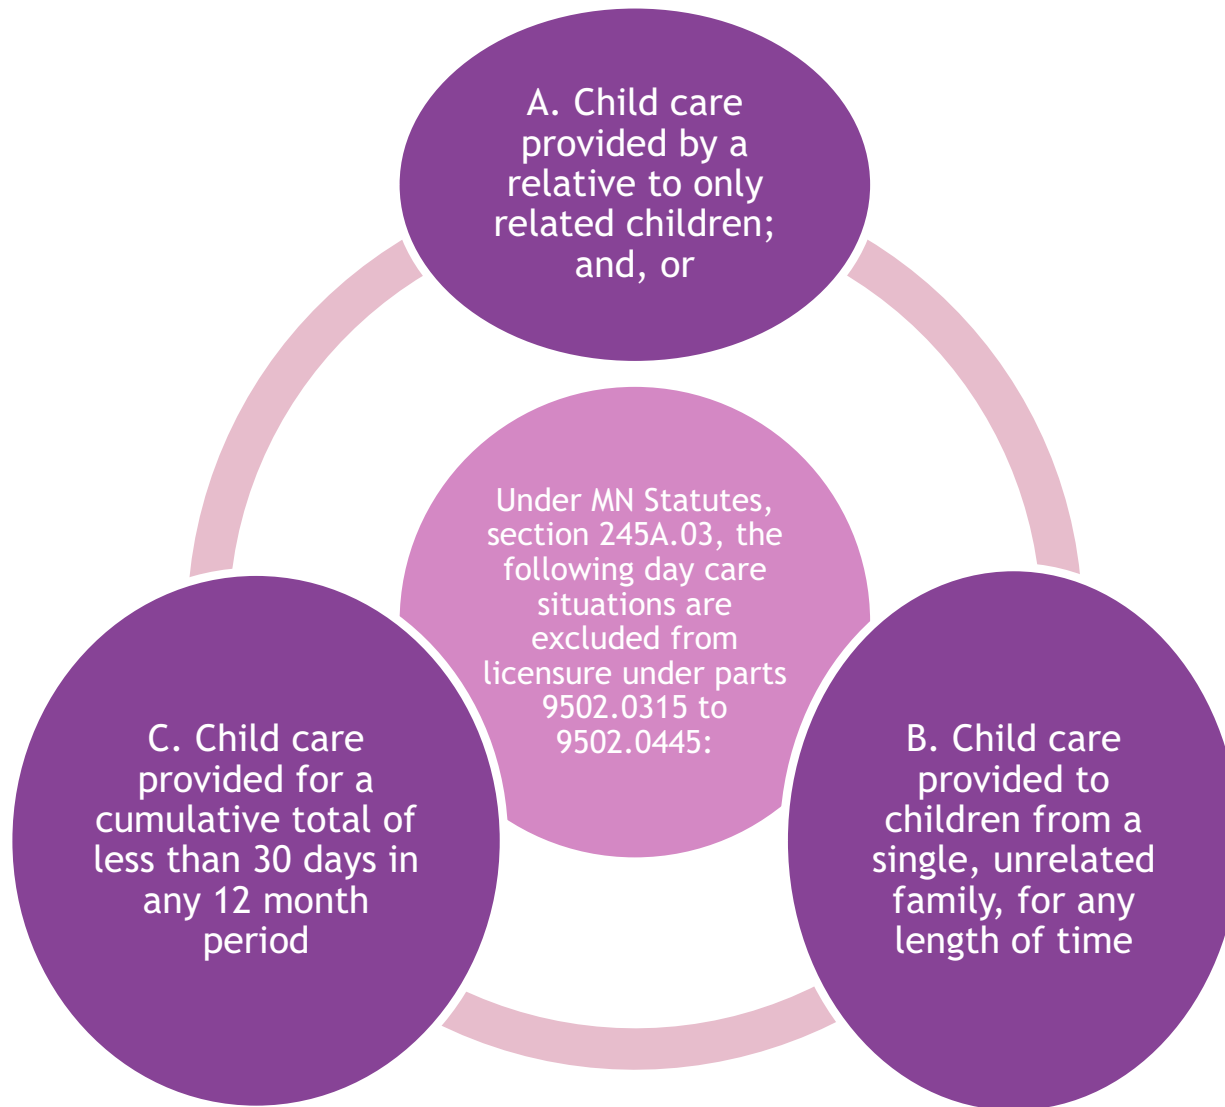 A. Child care
provided by a
relative to only
related children;
and, or
Under MN Statutes,
section 245A.03, the
following day care
situations are
excluded from
licensure under parts
9502.0315 to
9502.0445:
B. Child care
provided to
children from a
single, unrelated
family, for any
length of time
C. Child care
provided for a
cumulative total of
less than 30 days in
any 12 month
period